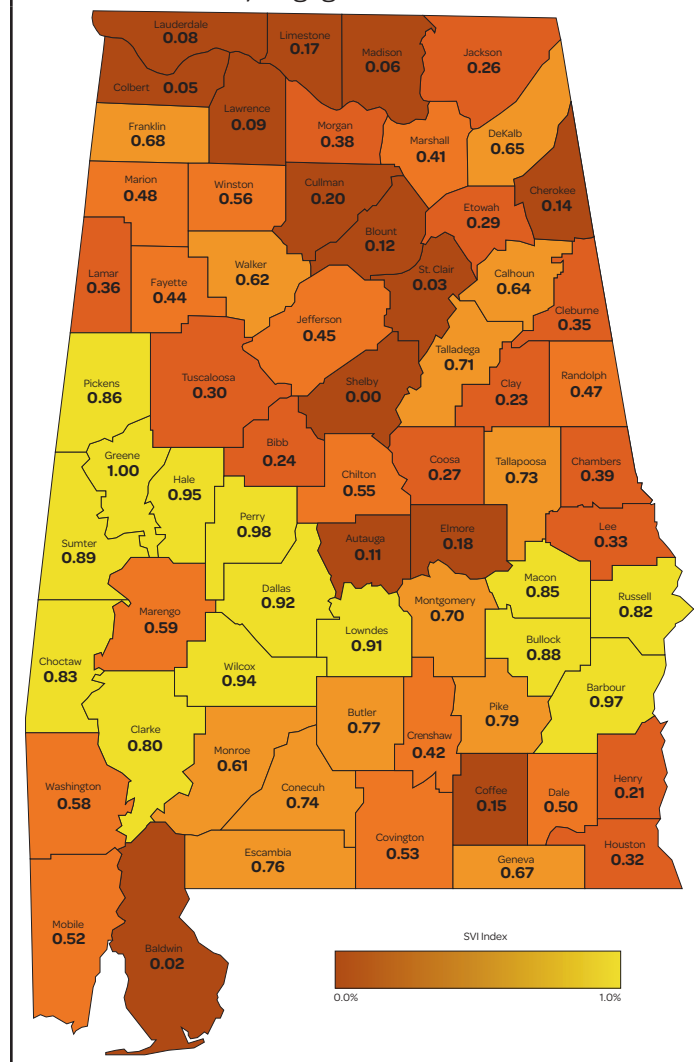 Lauderdale
0.08
Limestone
0.17
Madison
0.06
Jackson
0.26
Colbert 0.05
Lawrence
0.09
Franklin
0.68
Morgan
0.38
Marshall
0.41
DeKalb
0.65
Marion
0.48
Winston
0.56
Cullman
0.20
Cherokee
0.14
Etowah
0.29
Blount
0.12
Lamar
0.36
Fayette
0.44
Walker
0.62
St. Clair
0.03
Calhoun
0.64
Cleburne
0.35
Jefferson
0.45
Talladega
0.71
Pickens
0.86
Tuscaloosa
0.30
Shelby
0.00
Clay
0.23
Randolph
0.47
Greene
1.00
Hale
0.95
Bibb
0.24
Chilton
0.55
Coosa
0.27
Tallapoosa
0.73
Chambers
0.39
Sumter
0.89
Perry
0.98
Autauga
0.11
Elmore
0.18
Lee
0.33
Marengo
0.59
Dallas
0.92
Montgomery
0.70
Macon
0.85
Russell
0.82
Choctaw
0.83
Lowndes
0.91
Bullock
0.88
Wilcox
0.94
Barbour
0.97
Clarke
0.80
Butler
0.77
Crenshaw
0.42
Pike
0.79
Monroe
0.61
Washington
0.58
Conecuh
0.74
Coffee
0.15
Dale
0.50
Henry
0.21
Covington
0.53
Escambia
0.76
Geneva
0.67
Houston
0.32
Mobile
0.52
Baldwin
0.02
SVI Index
0.0% 1.0%